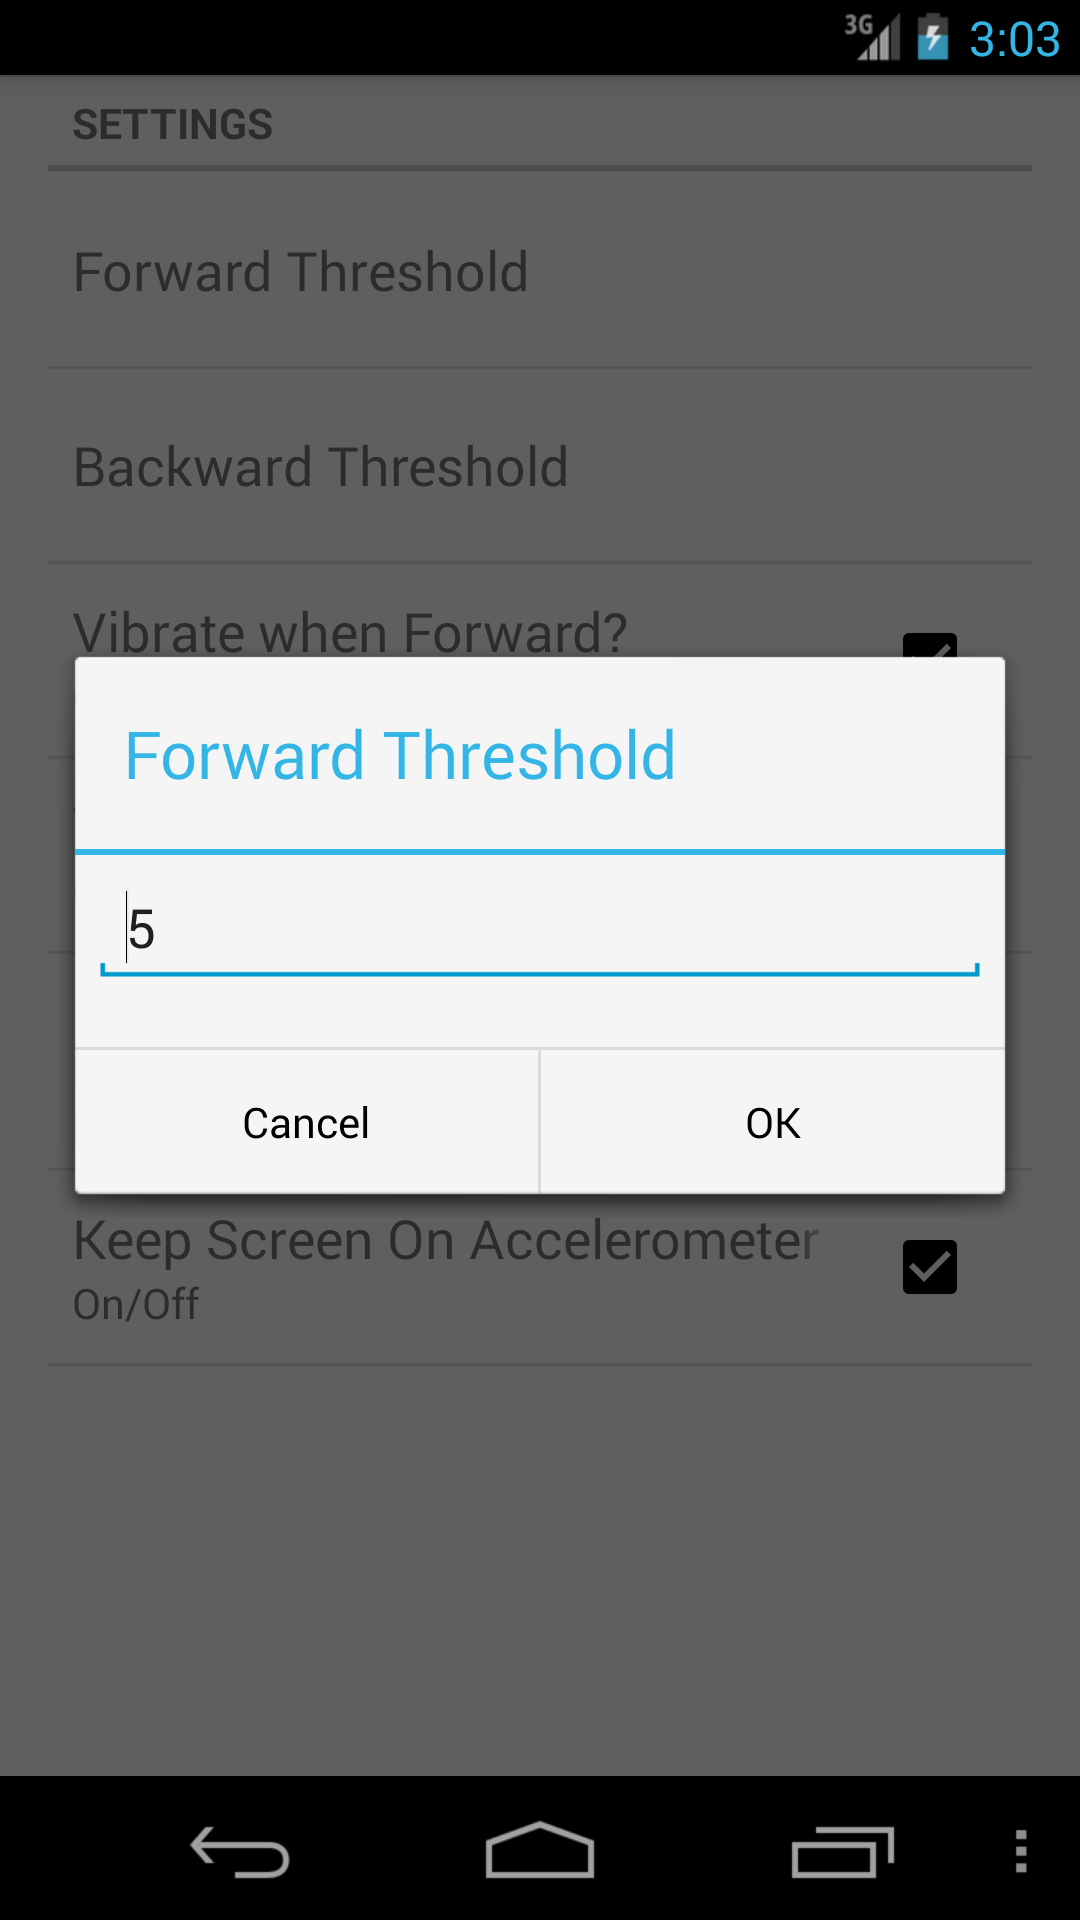 3G 3:03
SETTINGS
Forward Threshold
Backward Threshold
Vibrate when Forward?
Forward Threshold
5
Cancel OK
Keep Screen On Accelerometer
On/Off